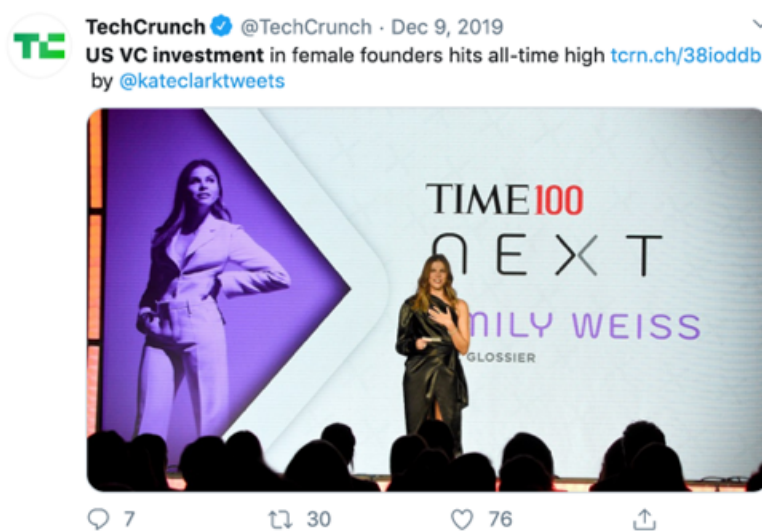 TC
TechCrunch @TechCrunch · Dec 9, 2019
US VC investment in female founders hits all-time high tcrn.ch/38ioddb
by @kateclarktweets
TIME100
NEXT
MILY WEISS
GLOSSIER
7 30 76